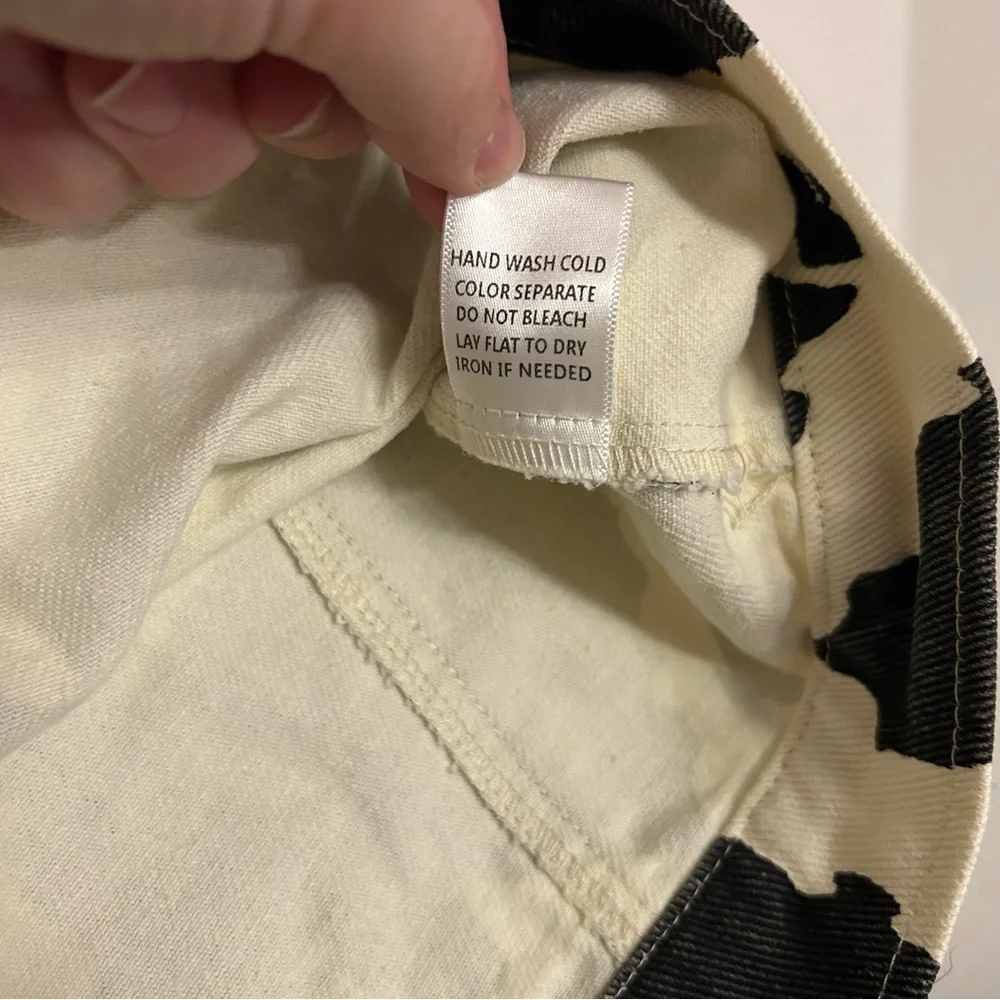 HAND WASH COLD
COLOR SEPARATE
DO NOT BLEACH
LAY FLAT TO DRY
IRON IF NEEDED